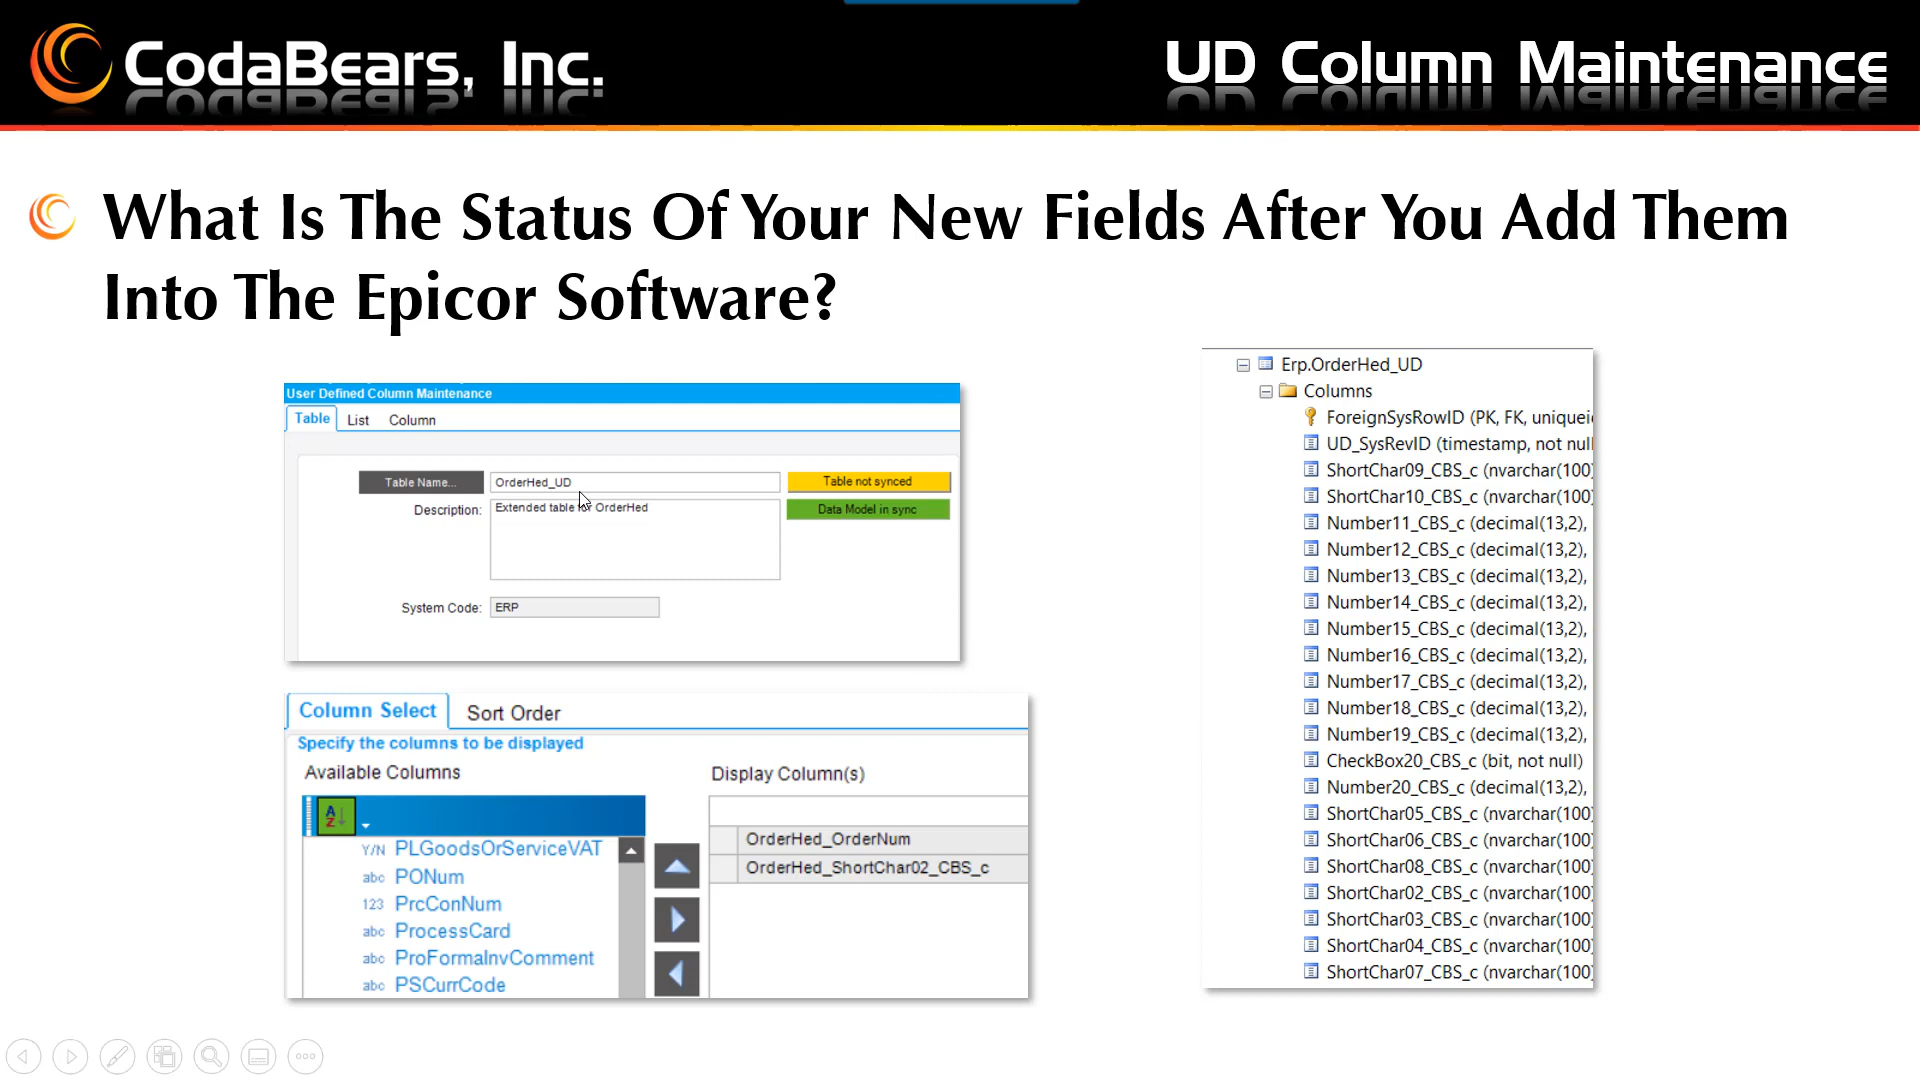 CodaBears, Inc.
UD Column Maintenance
What Is The Status Of Your New Fields After You Add Them
Into The Epicor Software?
User Defined Column Maintenance
Table List Column
Table Name... OrderHed_UD Table not synced
Description: Extended table for OrderHed Data Model in sync
System Code: ERP
Column Select Sort Order
Specify the columns to be displayed
Available Columns
Display Column(s)
Y/N PLGoodsOrServiceVAT
abc PONum
123 PrcConNum
abc ProcessCard
abc ProFormaInvComment
abc PSCurrCode
OrderHed_OrderNum
OrderHed_ShortChar02_CBS_c
Erp.OrderHed_UD
Columns
ForeignSysRowID (PK, FK, uniquei
UD_SysRevID (timestamp, not null
ShortChar09_CBS_c (nvarchar(100)
ShortChar10_CBS_c (nvarchar(100)
Number11_CBS_c (decimal(13,2),
Number12_CBS_c (decimal(13,2),
Number13_CBS_c (decimal(13,2),
Number14_CBS_c (decimal(13,2),
Number15_CBS_c (decimal(13,2),
Number16_CBS_c (decimal(13,2),
Number17_CBS_c (decimal(13,2),
Number18_CBS_c (decimal(13,2),
Number19_CBS_c (decimal(13,2),
CheckBox20_CBS_c (bit, not null)
Number20_CBS_c (decimal(13,2),
ShortChar05_CBS_c (nvarchar(100)
ShortChar06_CBS_c (nvarchar(100)
ShortChar08_CBS_c (nvarchar(100)
ShortChar02_CBS_c (nvarchar(100)
ShortChar03_CBS_c (nvarchar(100)
ShortChar04_CBS_c (nvarchar(100)
ShortChar07_CBS_c (nvarchar(100)